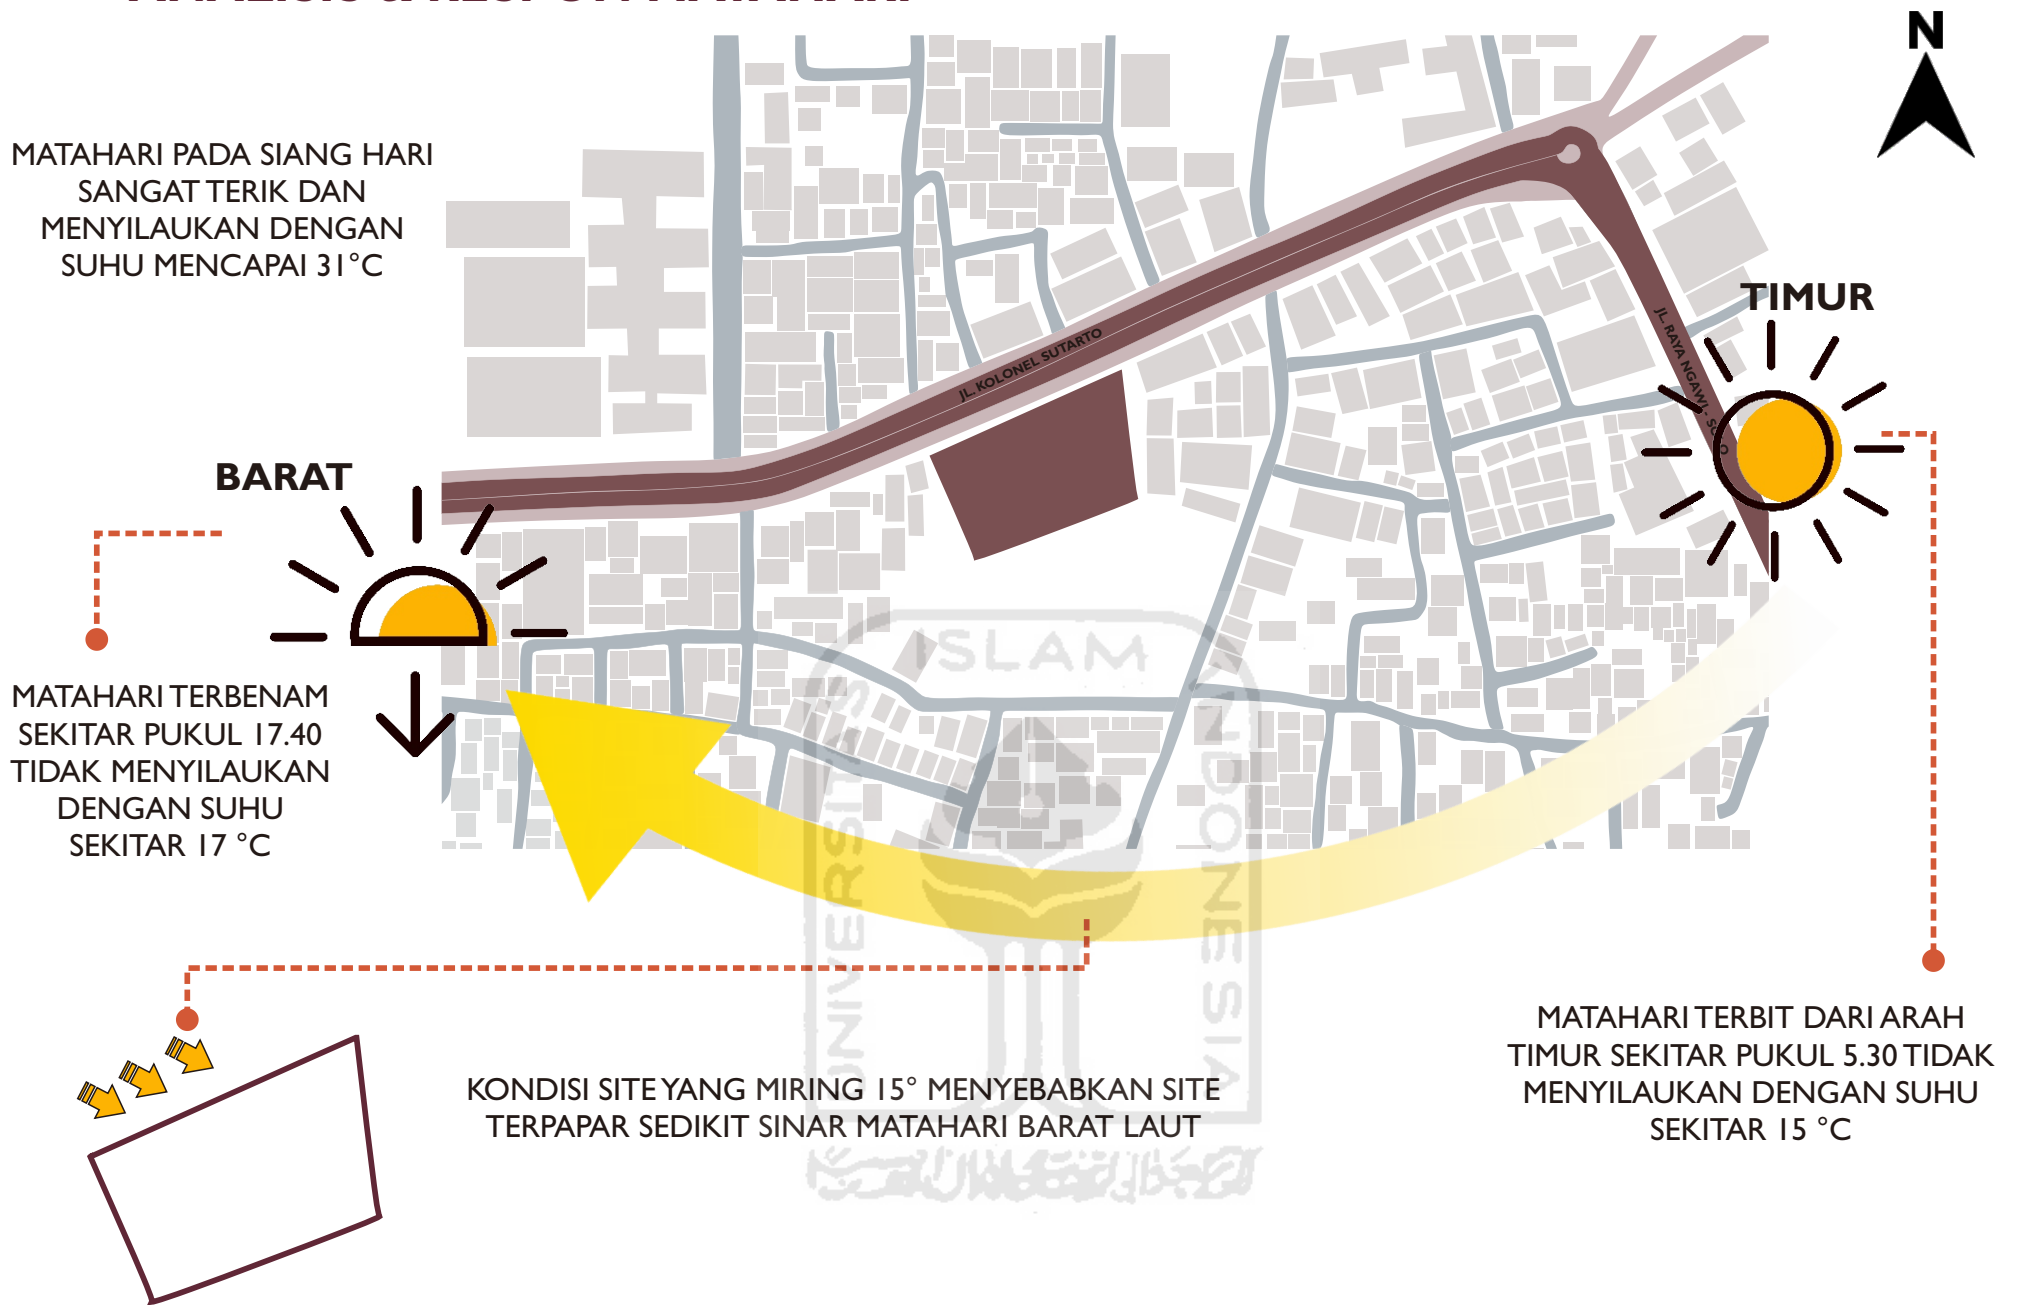 N
MATAHARI PADA SIANG HARI
SANGAT TERIK DAN
MENYILAUKAN DENGAN
SUHU MENCAPAI 31°C
TIMUR
JL. KOLONEL SUTARTO
JL. RAYA NGAWI -
BARAT
MATAHARI TERBENAM
SEKITAR PUKUL 17.40
TIDAK MENYILAUKAN
DENGAN SUHU
SEKITAR 17 °C
UNIVERSITAS
ISLAM
INDONESIA
MATAHARI TERBIT DARI ARAH
TIMUR SEKITAR PUKUL 5.30 TIDAK
MENYILAUKAN DENGAN SUHU
SEKITAR 15 °C
KONDISI SITE YANG MIRING 15° MENYEBABKAN SITE
TERPAPAR SEDIKIT SINAR MATAHARI BARAT LAUT